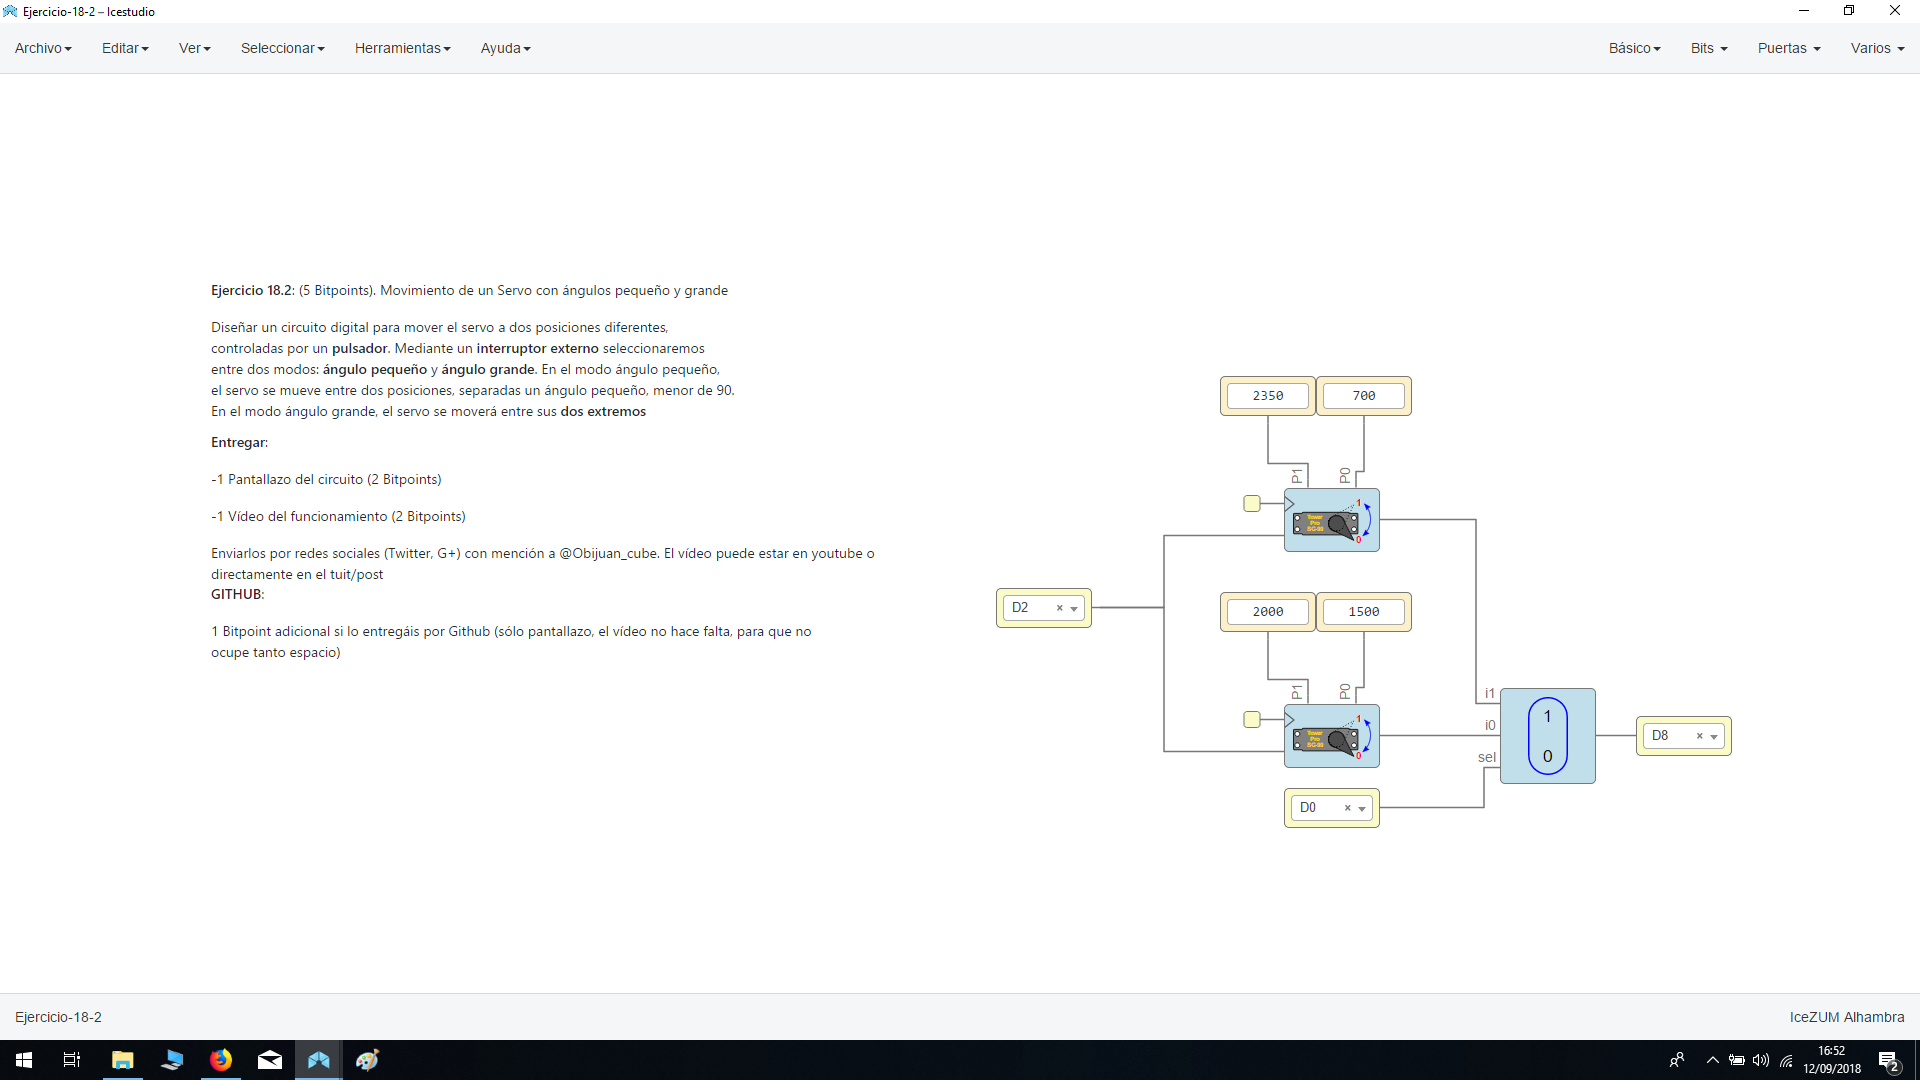 Ejercicio-18-2 – Icestudio
Archivo Editar Ver Seleccionar Herramientas Ayuda Básico Bits Puertas Varios
Ejercicio 18.2: (5 Bitpoints). Movimiento de un Servo con ángulos pequeño y grande
Diseñar un circuito digital para mover el servo a dos posiciones diferentes,
controladas por un pulsador. Mediante un interruptor externo seleccionaremos
entre dos modos: ángulo pequeño y ángulo grande. En el modo ángulo pequeño,
el servo se mueve entre dos posiciones, separadas un ángulo pequeño, menor de 90.
En el modo ángulo grande, el servo se moverá entre sus dos extremos
Entregar:
-1 Pantallazo del circuito (2 Bitpoints)
-1 Vídeo del funcionamiento (2 Bitpoints)
Enviarlos por redes sociales (Twitter, G+) con mención a @Obijuan_cube. El vídeo puede estar en youtube o
directamente en el tuit/post
GITHUB:
1 Bitpoint adicional si lo entregáis por Github (sólo pantallazo, el vídeo no hace falta, para que no
ocupe tanto espacio)
2350 700
P1 P0
Tower
Pro
SG-90
1
0
D2 ×
2000 1500
P1 P0
Tower
Pro
SG-90
1
0
i1
i0
sel
1
0
D8 ×
D0 ×
Ejercicio-18-2
IceZUM Alhambra
16:52
12/09/2018
2